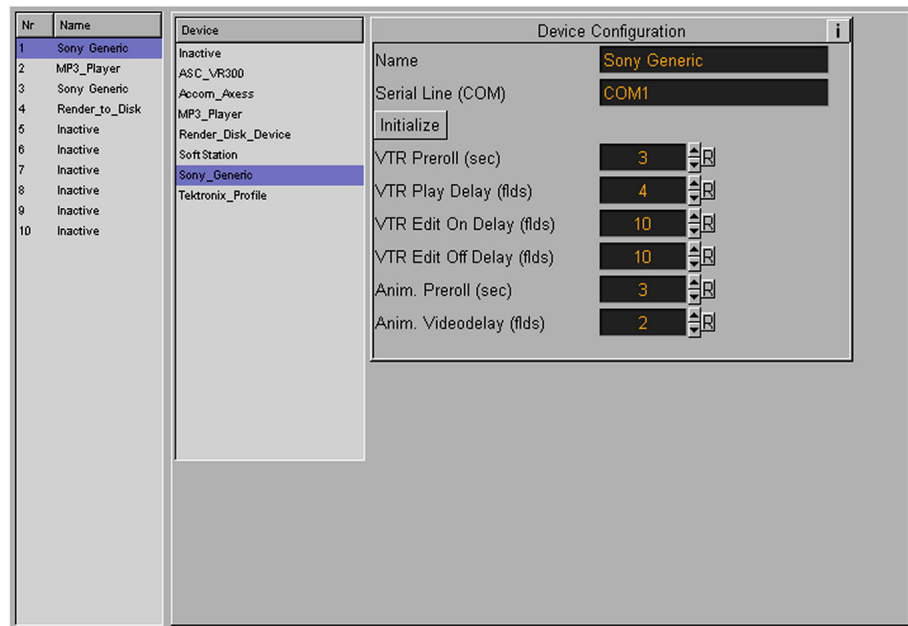 Nr Name
1 Sony Generic
2 MP3_Player
3 Sony Generic
4 Render_to_Disk
5 Inactive
6 Inactive
7 Inactive
8 Inactive
9 Inactive
10 Inactive
Device
Inactive
ASC_VR300
Accom_Axess
MP3_Player
Render_Disk_Device
SoftStation
Sony_Generic
Tektronix_Profile
Device Configuration i
Name Sony Generic
Serial Line (COM) COM1
Initialize
VTR Preroll (sec) 3 R
VTR Play Delay (flds) 4 R
VTR Edit On Delay (flds) 10 R
VTR Edit Off Delay (flds) 10 R
Anim. Preroll (sec) 3 R
Anim. Videodelay (flds) 2 R